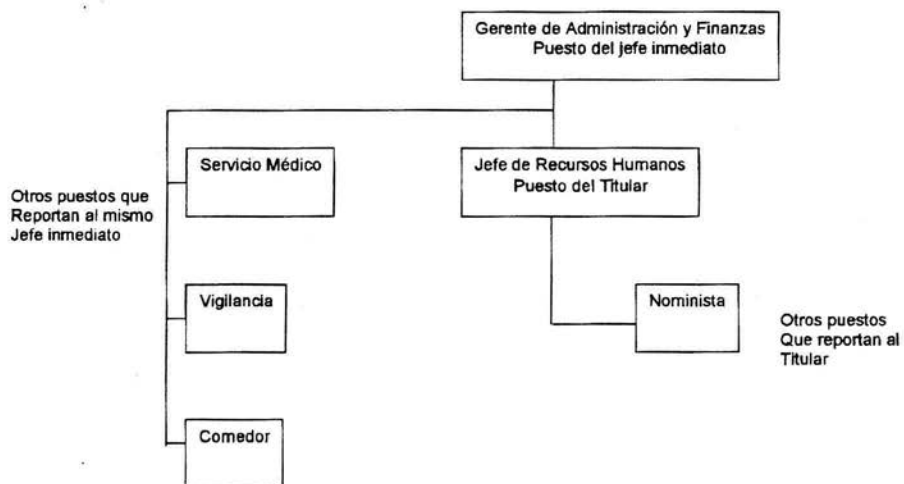 Gerente de Administración y Finanzas
Puesto del jefe inmediato
Servicio Médico
Jefe de Recursos Humanos
Puesto del Titular
Otros puestos que
Reportan al mismo
Jefe inmediato
Vigilancia
Nominista
Otros puestos
Que reportan al
Titular
Comedor